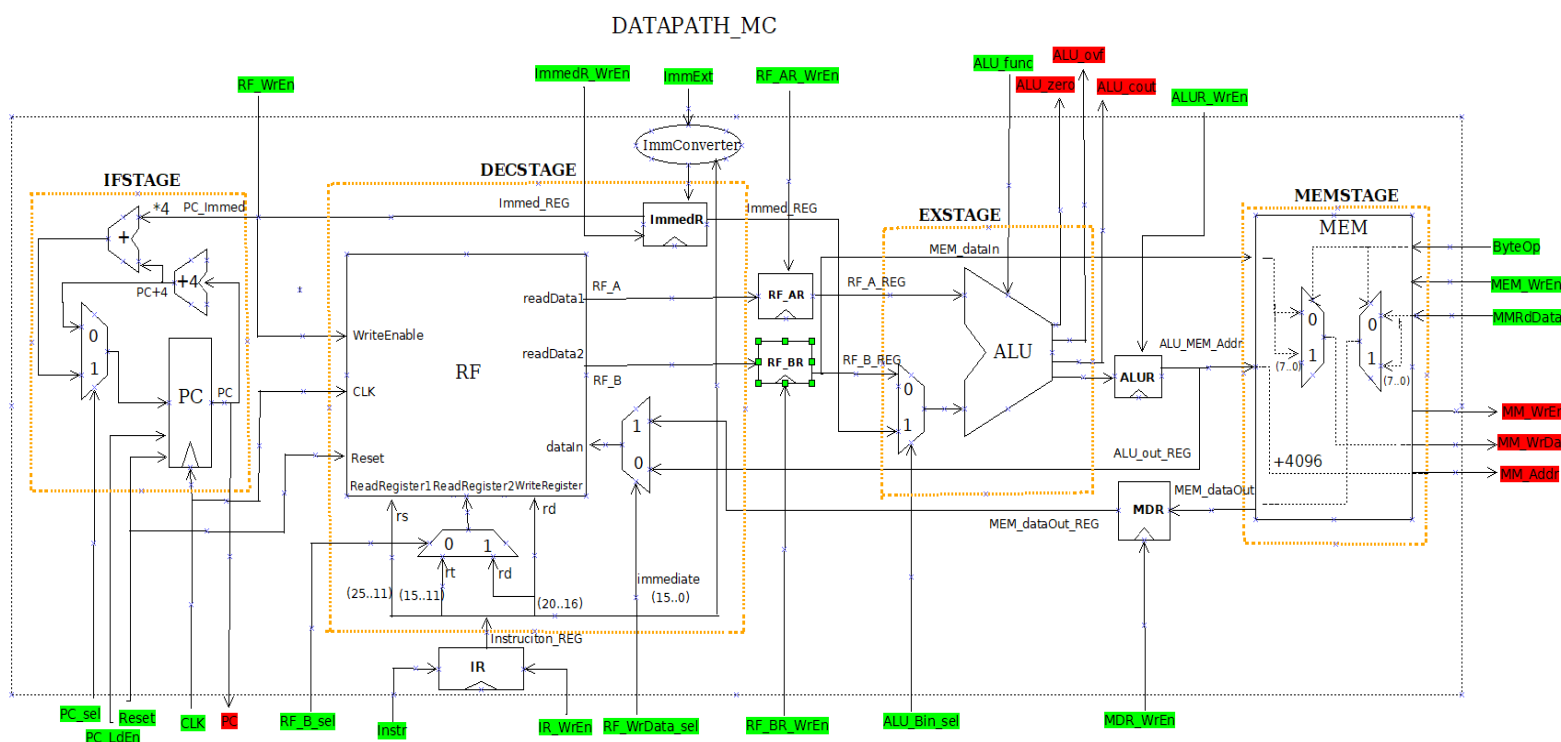 DATAPATH_MC
RF_WrEn
ImmedR_WrEn
ImmExt
RF_AR_WrEn
ALU_func
ALU_zero
ALU_ovf
ALU_cout
ALUR_WrEn
ImmConverter
IFSTAGE
DECSTAGE
EXSTAGE
MEMSTAGE
*4
PC_Immed
+
+4
PC+4
0
1
PC
PC
Immed_REG
ImmedR
Immed_REG
RF
WriteEnable
CLK
Reset
readData1
readData2
dataIn
ReadRegister1
ReadRegister2
WriteRegister
RF_A
RF_B
rs
rd
0
1
rt
rd
(25..11)
(15..11)
(20..16)
immediate
(15..0)
1
0
Instruciton_REG
IR
RF_AR
RF_BR
RF_A_REG
RF_B_REG
MEM_dataIn
0
1
ALU
ALUR
ALU_MEM_Addr
ALU_out_REG
MEM_dataOut
MDR
MEM_dataOut_REG
MEM
0
1
(7..0)
0
1
(7..0)
+4096
ByteOp
MEM_WrEn
MMRdData
MM_WrEr
MM_WrDa
MM_Addr
PC_sel
PC_LdEn
Reset
CLK
PC
RF_B_sel
Instr
IR_WrEn
RF_WrData_sel
RF_BR_WrEn
ALU_Bin_sel
MDR_WrEn